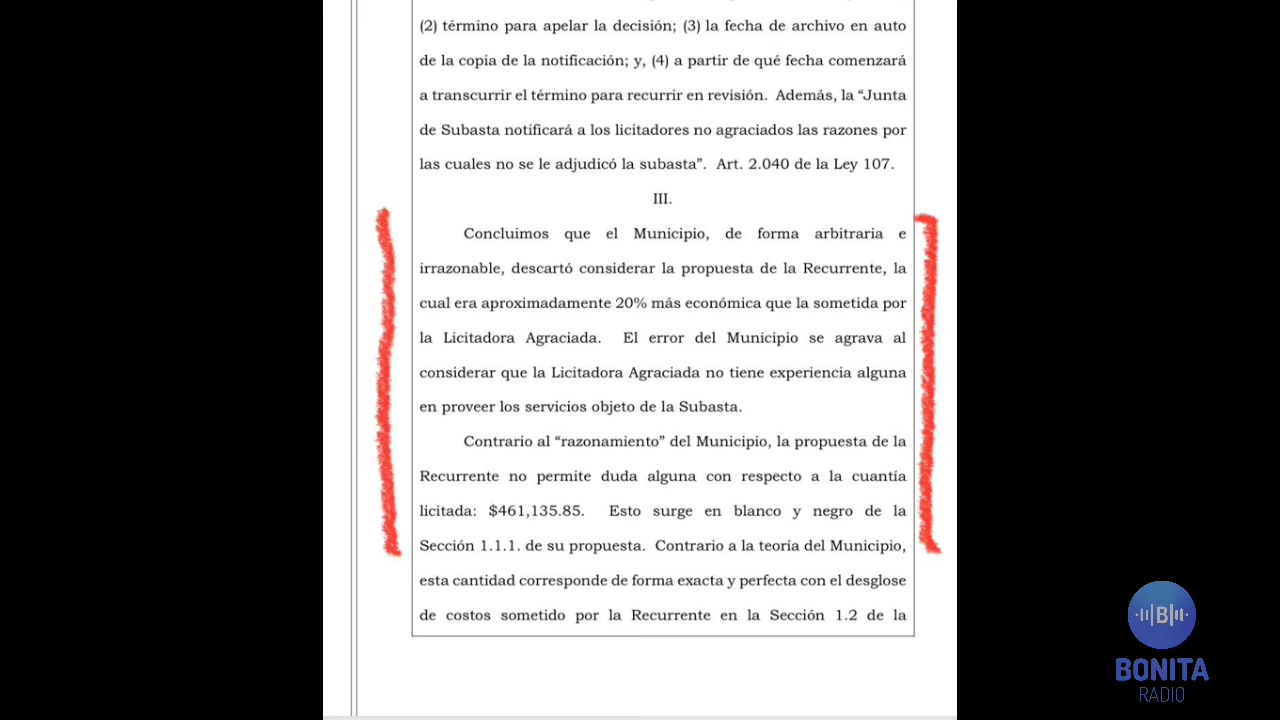 (2) término para apelar la decisión; (3) la fecha de archivo en auto
de la copia de la notificación; y, (4) a partir de qué fecha comenzará
a transcurrir el término para recurrir en revisión. Además, la “Junta
de Subasta notificará a los licitadores no agraciados las razones por
las cuales no se le adjudicó la subasta”. Art. 2.040 de la Ley 107.
III.
Concluimos que el Municipio, de forma arbitraria e
irrazonable, descartó considerar la propuesta de la Recurrente, la
cual era aproximadamente 20% más económica que la sometida por
la Licitadora Agraciada. El error del Municipio se agrava al
considerar que la Licitadora Agraciada no tiene experiencia alguna
en proveer los servicios objeto de la Subasta.
Contrario al “razonamiento” del Municipio, la propuesta de la
Recurrente no permite duda alguna con respecto a la cuantía
licitada: $461,135.85. Esto surge en blanco y negro de la
Sección 1.1.1. de su propuesta. Contrario a la teoría del Municipio,
esta cantidad corresponde de forma exacta y perfecta con el desglose
de costos sometido por la Recurrente en la Sección 1.2 de la
B
BONITA
RADIO